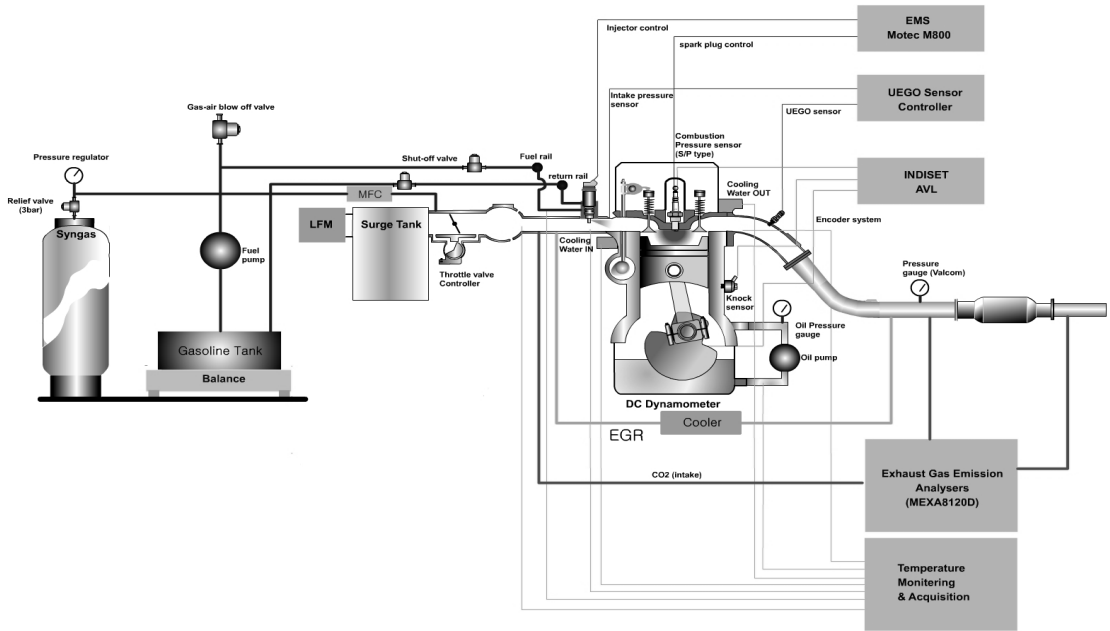 EMS
Motec M800
Injector control
spark plug control
UEGO Sensor
Controller
Intake pressure
sensor
UEGO sensor
Gas-air blow off valve
Combustion
Pressure sensor
(S/P type)
Pressure regulator
Shut-off valve
Fuel rail
return rail
INDISET
AVL
Cooling
Water OUT
MFC
Relief valve
(3bar)
Syngas
LFM
Surge Tank
Encoder system
Cooling
Water IN
Fuel
pump
Throttle valve
Controller
Pressure
gauge (Valcom)
Knock
sensor
Oil Pressure
gauge
Oil pump
Gasoline Tank
Balance
DC Dynamometer
Cooler
EGR
CO2 (intake)
Exhaust Gas Emission
Analysers
(MEXA8120D)
Temperature
Monitering
& Acquisition